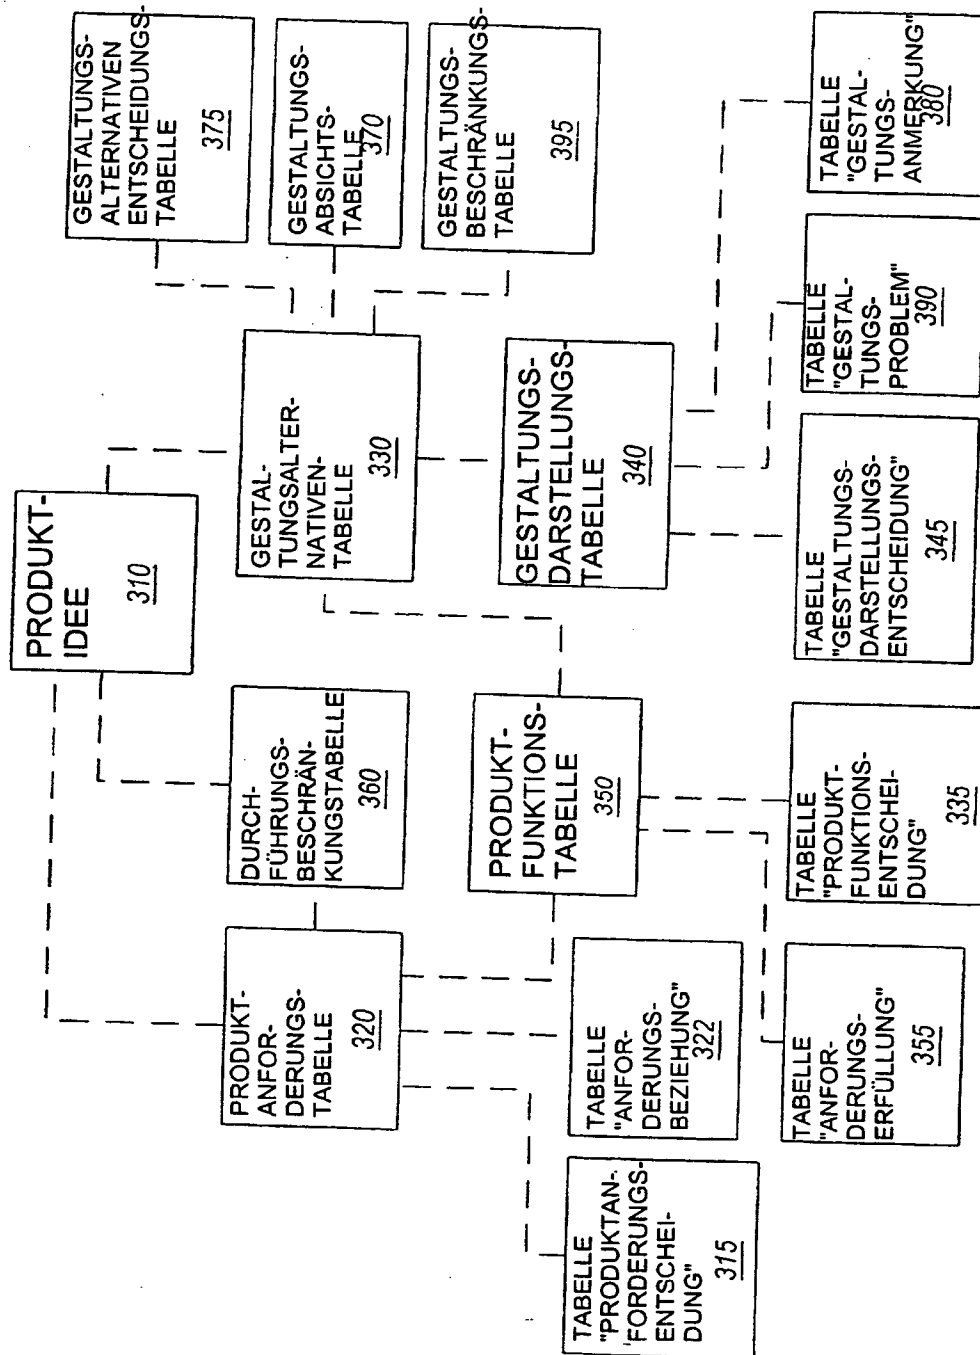 PRODUKT-
IDEE
310
PRODUKT-
ANFOR-
DERUNGS-
TABELLE
320
DURCH-
FÜHRUNGS-
BESCHRÄN-
KUNGSTABELLE
360
GESTAL-
TUNGSALTER-
NATIVEN-
TABELLE
330
GESTALTUNGS-
ALTERNATIVEN
ENTSCHEIDUNGS-
TABELLE
375
GESTALTUNGS-
ABSICHTS-
TABELLE
370
GESTALTUNGS-
BESCHRÄNKUNGS-
TABELLE
395
PRODUKT-
FUNKTIONS-
TABELLE
350
GESTALTUNGS-
DARSTELLUNGS-
TABELLE
340
TABELLE
"PRODUKTAN-
FORDERUNGS-
ENTSCHEI-
DUNG"
315
TABELLE
"ANFOR-
DERUNGS-
BEZIEHUNG"
322
TABELLE
"ANFOR-
DERUNGS-
ERFÜLLUNG"
355
TABELLE
"PRODUKT-
FUNKTIONS-
ENTSCHEI-
DUNG"
335
TABELLE
"GESTALTUNGS-
DARSTELLUNGS-
ENTSCHEIDUNG"
345
TABELLE
"GESTAL-
TUNGS-
PROBLEM"
390
TABELLE
"GESTAL-
TUNGS-
ANMERKUNG"
380